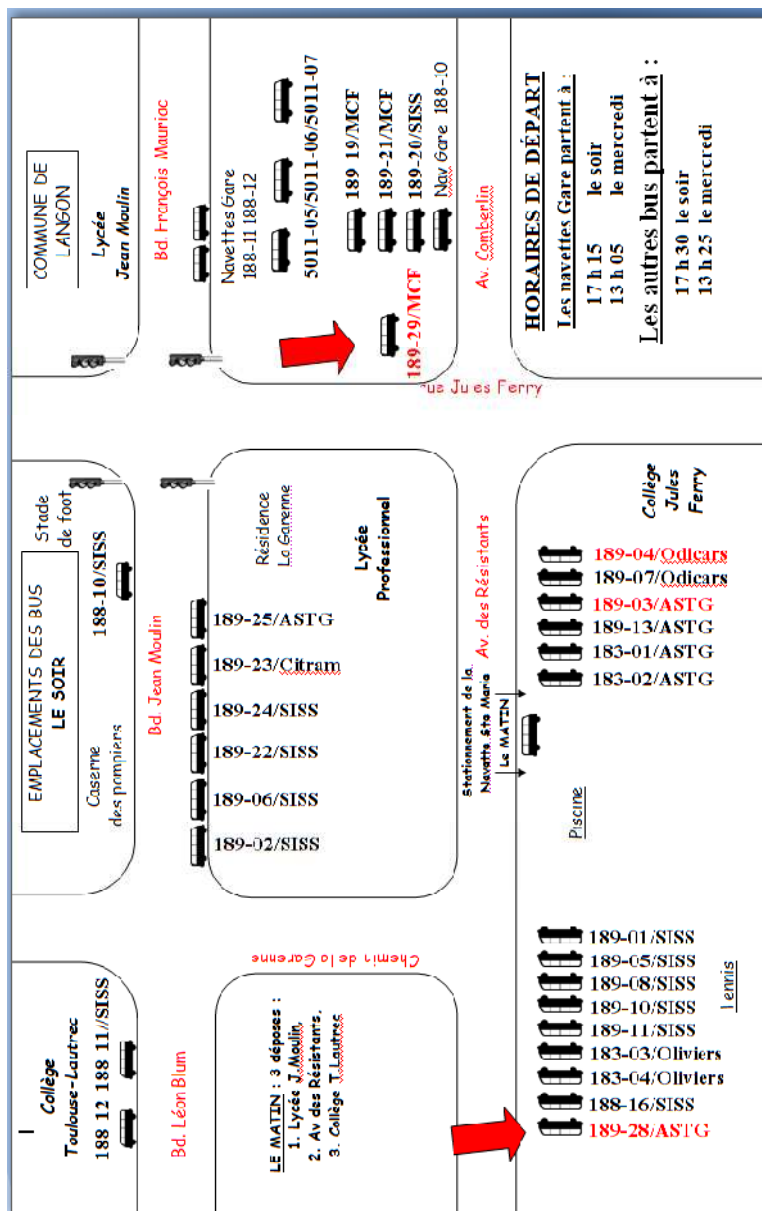 COMMUNE DE
LANGON
Lycée
Jean Moulin
Bd. François Mauriac
Navettes Gare
188-11 188-12
5011-05/5011-06/5011-07
189 19/MCF
189-21/MCF
189-20/SISS
Nav Gare 188-10
189-29/MCF
Av. Comberlin
HORAIRES DE DÉPART
Les navettes Gare partent à :
17 h 15 le soir
13 h 05 le mercredi
Les autres bus partent à :
17 h 30 le soir
13 h 25 le mercredi
rue Jules Ferry
EMPLACEMENTS DES BUS
LE SOIR
Stade
de foot
188-10/SISS
Caserne
des pompiers
Bd. Jean Moulin
Résidence
La Garenne
Lycée
Professionnel
189-25/ASTG
189-23/Citram
189-24/SISS
189-22/SISS
189-06/SISS
189-02/SISS
Av. des Résistants
Stationnement de la
Navette Ste Marie
Le MATIN
Collège
Jules
Ferry
189-04/Odicars
189-07/Odicars
189-03/ASTG
189-13/ASTG
183-01/ASTG
183-02/ASTG
Piscine
Chemin de la Garenne
Collège
Toulouse-Lautrec
188 12 188 11//SISS
Bd. Léon Blum
LE MATIN : 3 déposes :
1. Lycée J.Moulin,
2. Av des Résistants,
3. Collège T.Lautrec
189-01/SISS
189-05/SISS
189-08/SISS
189-10/SISS
189-11/SISS
183-03/Oliviers
183-04/Oliviers
188-16/SISS
189-28/ASTG
Tennis